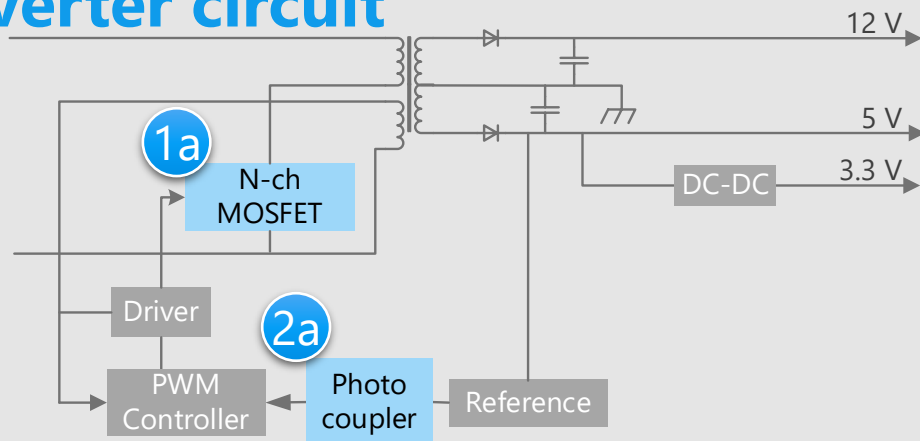 verter circuit
12 V
1a
N-ch
MOSFET
5 V
DC-DC
3.3 V
Driver
2a
PWM
Controller
Photo
coupler
Reference